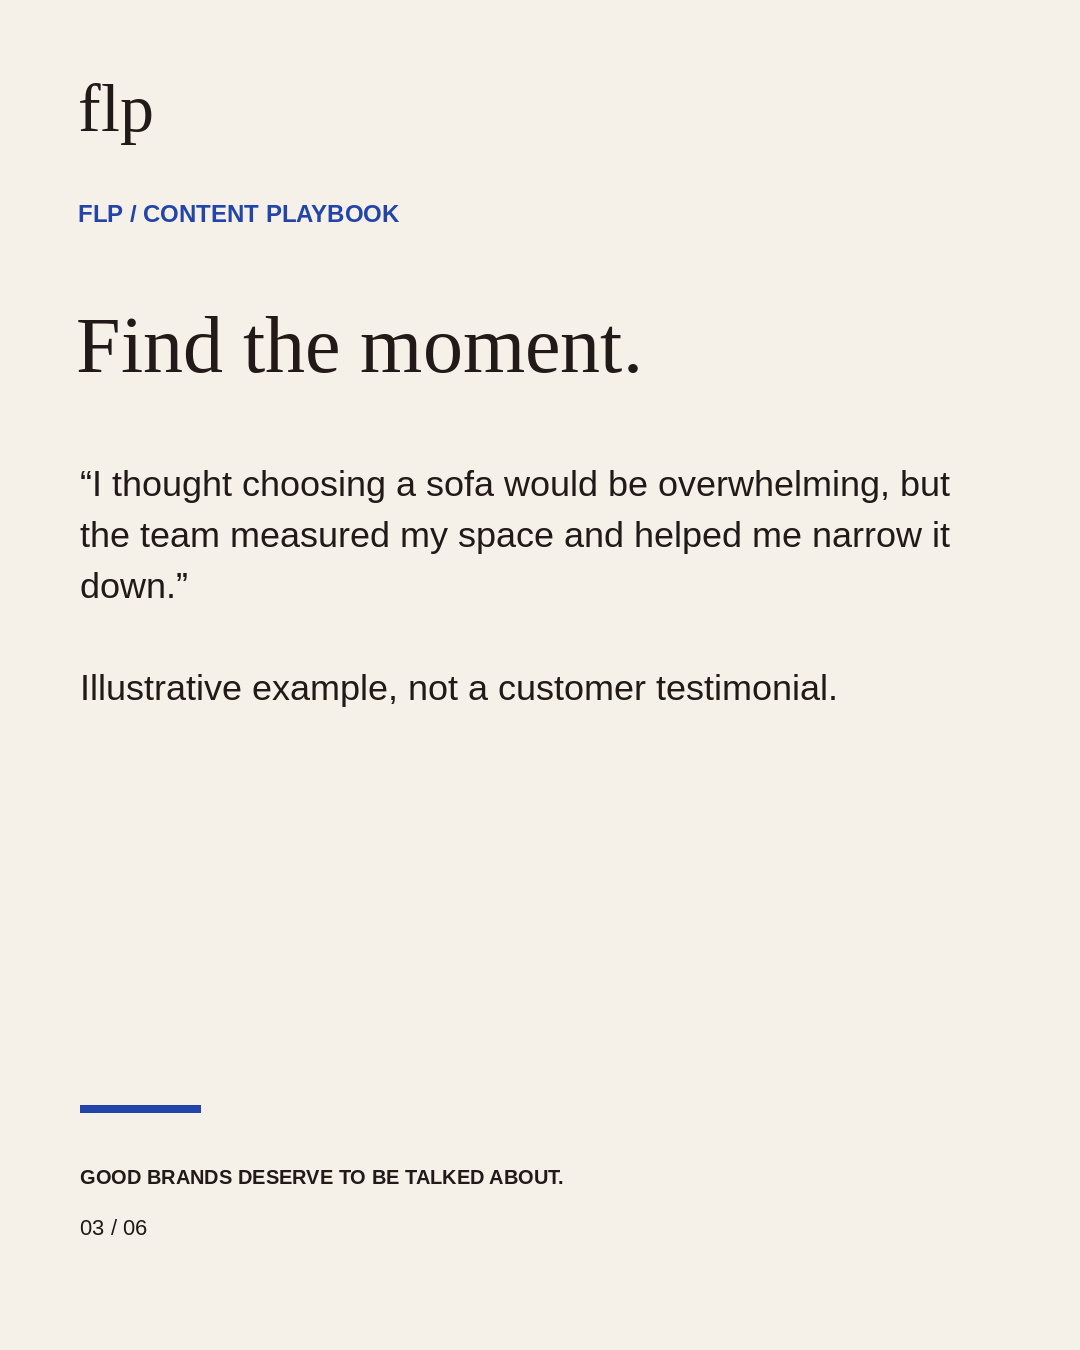 flp
FLP / CONTENT PLAYBOOK
Find the moment.
“I thought choosing a sofa would be overwhelming, but
the team measured my space and helped me narrow it
down.”
Illustrative example, not a customer testimonial.
GOOD BRANDS DESERVE TO BE TALKED ABOUT.
03 / 06